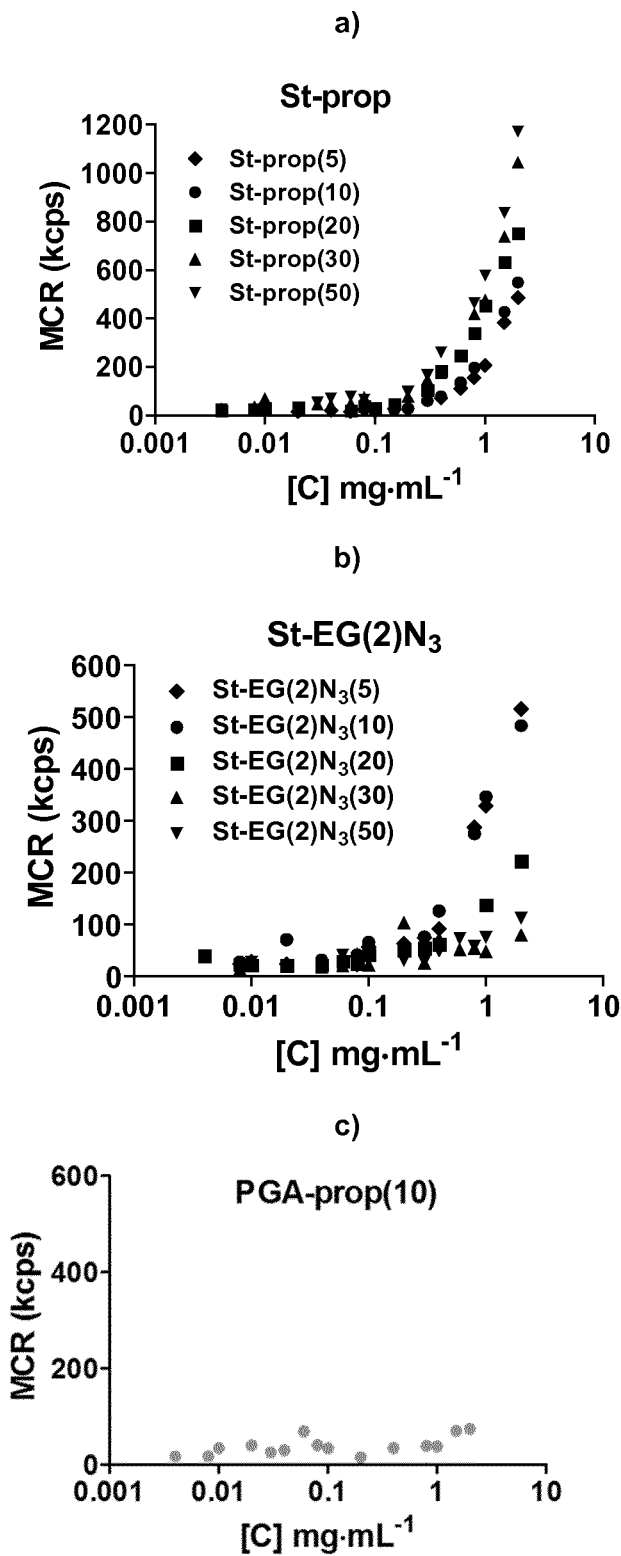 a)
St-prop
MCR (kcps)
1200
1000
800
600
400
200
0
St-prop(5)
St-prop(10)
St-prop(20)
St-prop(30)
St-prop(50)
0.001 0.01 0.1 1 10
[C] mg·mL⁻¹
b)
St-EG(2)N₃
MCR (kcps)
600
500
400
300
200
100
0
St-EG(2)N₃(5)
St-EG(2)N₃(10)
St-EG(2)N₃(20)
St-EG(2)N₃(30)
St-EG(2)N₃(50)
0.001 0.01 0.1 1 10
[C] mg·mL⁻¹
c)
PGA-prop(10)
MCR (kcps)
600
400
200
0
0.001 0.01 0.1 1 10
[C] mg·mL⁻¹